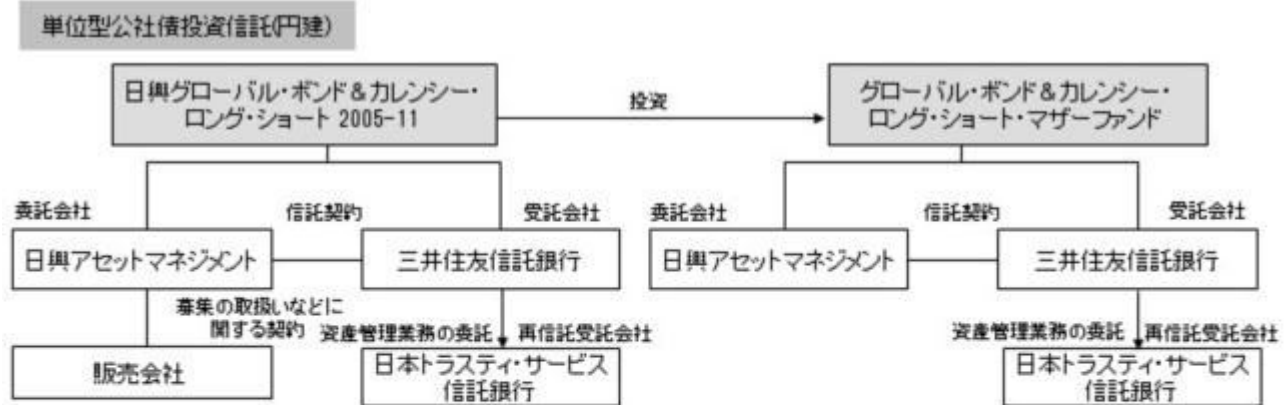 単位型公社債投資信託(円建)
日興グローバル・ボンド&カレンシー・
ロング・ショート 2005-11
投資
グローバル・ボンド&カレンシー・
ロング・ショート・マザーファンド
委託会社
信託契約
受託会社
委託会社
信託契約
受託会社
日興アセットマネジメント
三井住友信託銀行
日興アセットマネジメント
三井住友信託銀行
募集の取扱いなどに
関する契約
資産管理業務の委託
再信託受託会社
資産管理業務の委託
再信託受託会社
販売会社
日本トラスティ・サービス
信託銀行
日本トラスティ・サービス
信託銀行